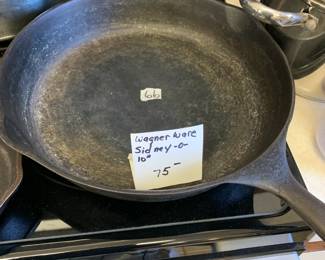 66
Wagner Ware
Sidney -O-
10"
75-